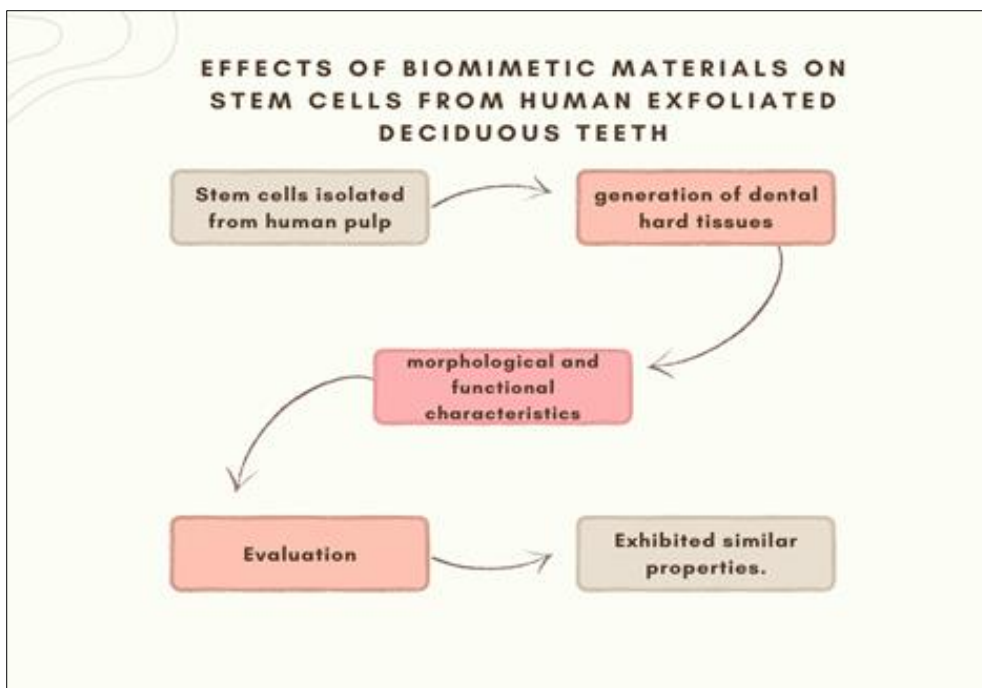 EFFECTS OF BIOMIMETIC MATERIALS ON
STEM CELLS FROM HUMAN EXFOLIATED
DECIDUOUS TEETH
Stem cells isolated
from human pulp
generation of dental
hard tissues
morphological and
functional
characteristics
Evaluation
Exhibited similar
properties.